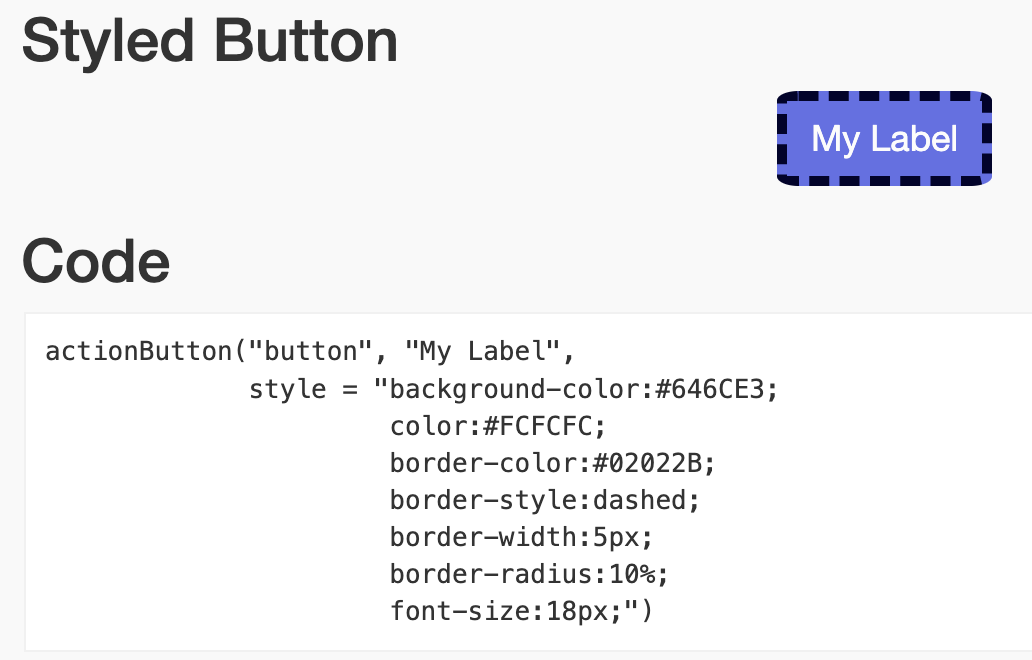 Styled Button
My Label
Code
actionButton("button", "My Label",
             style = "background-color:#646CE3;
                      color:#FCFCFC;
                      border-color:#02022B;
                      border-style:dashed;
                      border-width:5px;
                      border-radius:10%;
                      font-size:18px;")